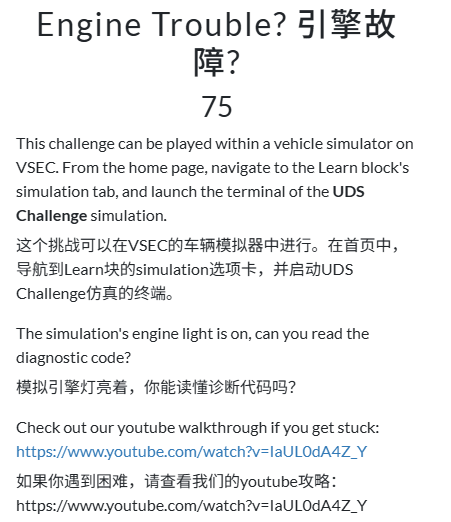 Engine Trouble? 引擎故
障?
75
This challenge can be played within a vehicle simulator on
VSEC. From the home page, navigate to the Learn block's
simulation tab, and launch the terminal of the UDS
Challenge simulation.
这个挑战可以在VSEC的车辆模拟器中进行。在首页中，
导航到Learn块的simulation选项卡，并启动UDS
Challenge仿真的终端。
The simulation's engine light is on, can you read the
diagnostic code?
模拟引擎灯亮着，你能读懂诊断代码吗?
Check out our youtube walkthrough if you get stuck:
https://www.youtube.com/watch?v=IaUL0dA4Z_Y
如果你遇到困难，请查看我们的youtube攻略：
https://www.youtube.com/watch?v=IaUL0dA4Z_Y